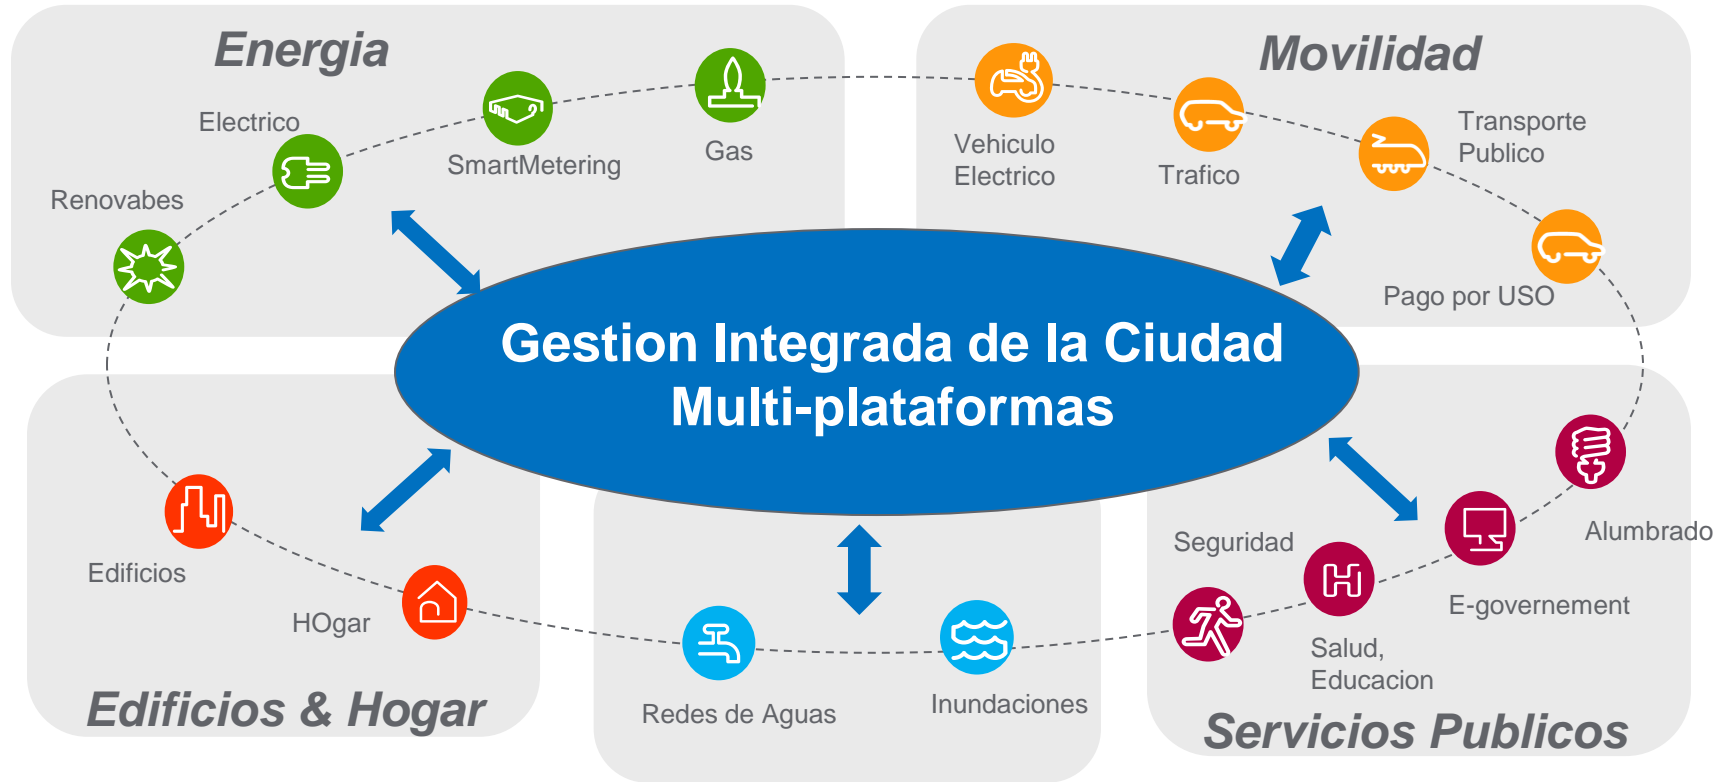 Energia
Electrico
Renovabes
SmartMetering
Gas
Movilidad
Vehiculo
Electrico
Trafico
Transporte
Publico
Pago por USO
Gestion Integrada de la Ciudad
Multi-plataformas
Edificios
HOgar
Edificios & Hogar
Redes de Aguas
Inundaciones
Seguridad
Salud,
Educacion
E-governement
Alumbrado
Servicios Publicos